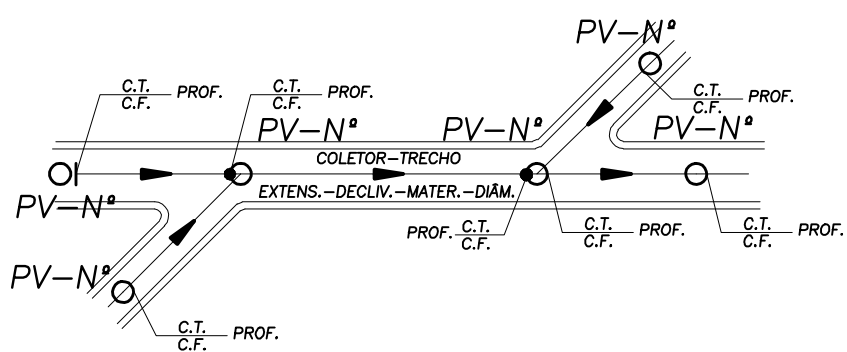 PV-Nº
C.T.
C.F. PROF.
C.T.
C.F. PROF.
C.T.
C.F. PROF.
PV-Nº
PV-Nº
PV-Nº
COLETOR-TRECHO
EXTENS.-DECLIV.-MATER.-DIÂM.
PV-Nº
PROF. C.T.
C.F.
C.T.
C.F. PROF.
C.T.
C.F. PROF.
PV-Nº
C.T.
C.F. PROF.